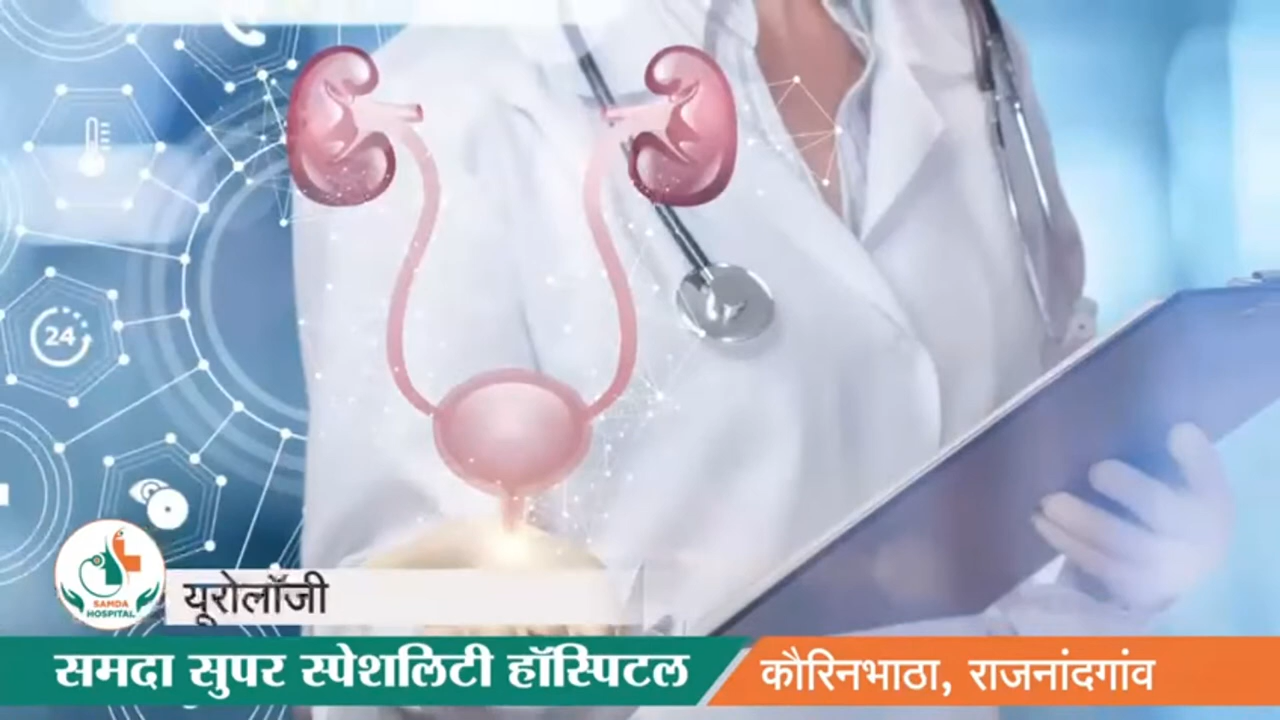 24
SAMDA
HOSPITAL
यूरोलॉजी
समदा सुपर स्पेशलिटी हॉस्पिटल
कौरिनभाठा, राजनांदगांव